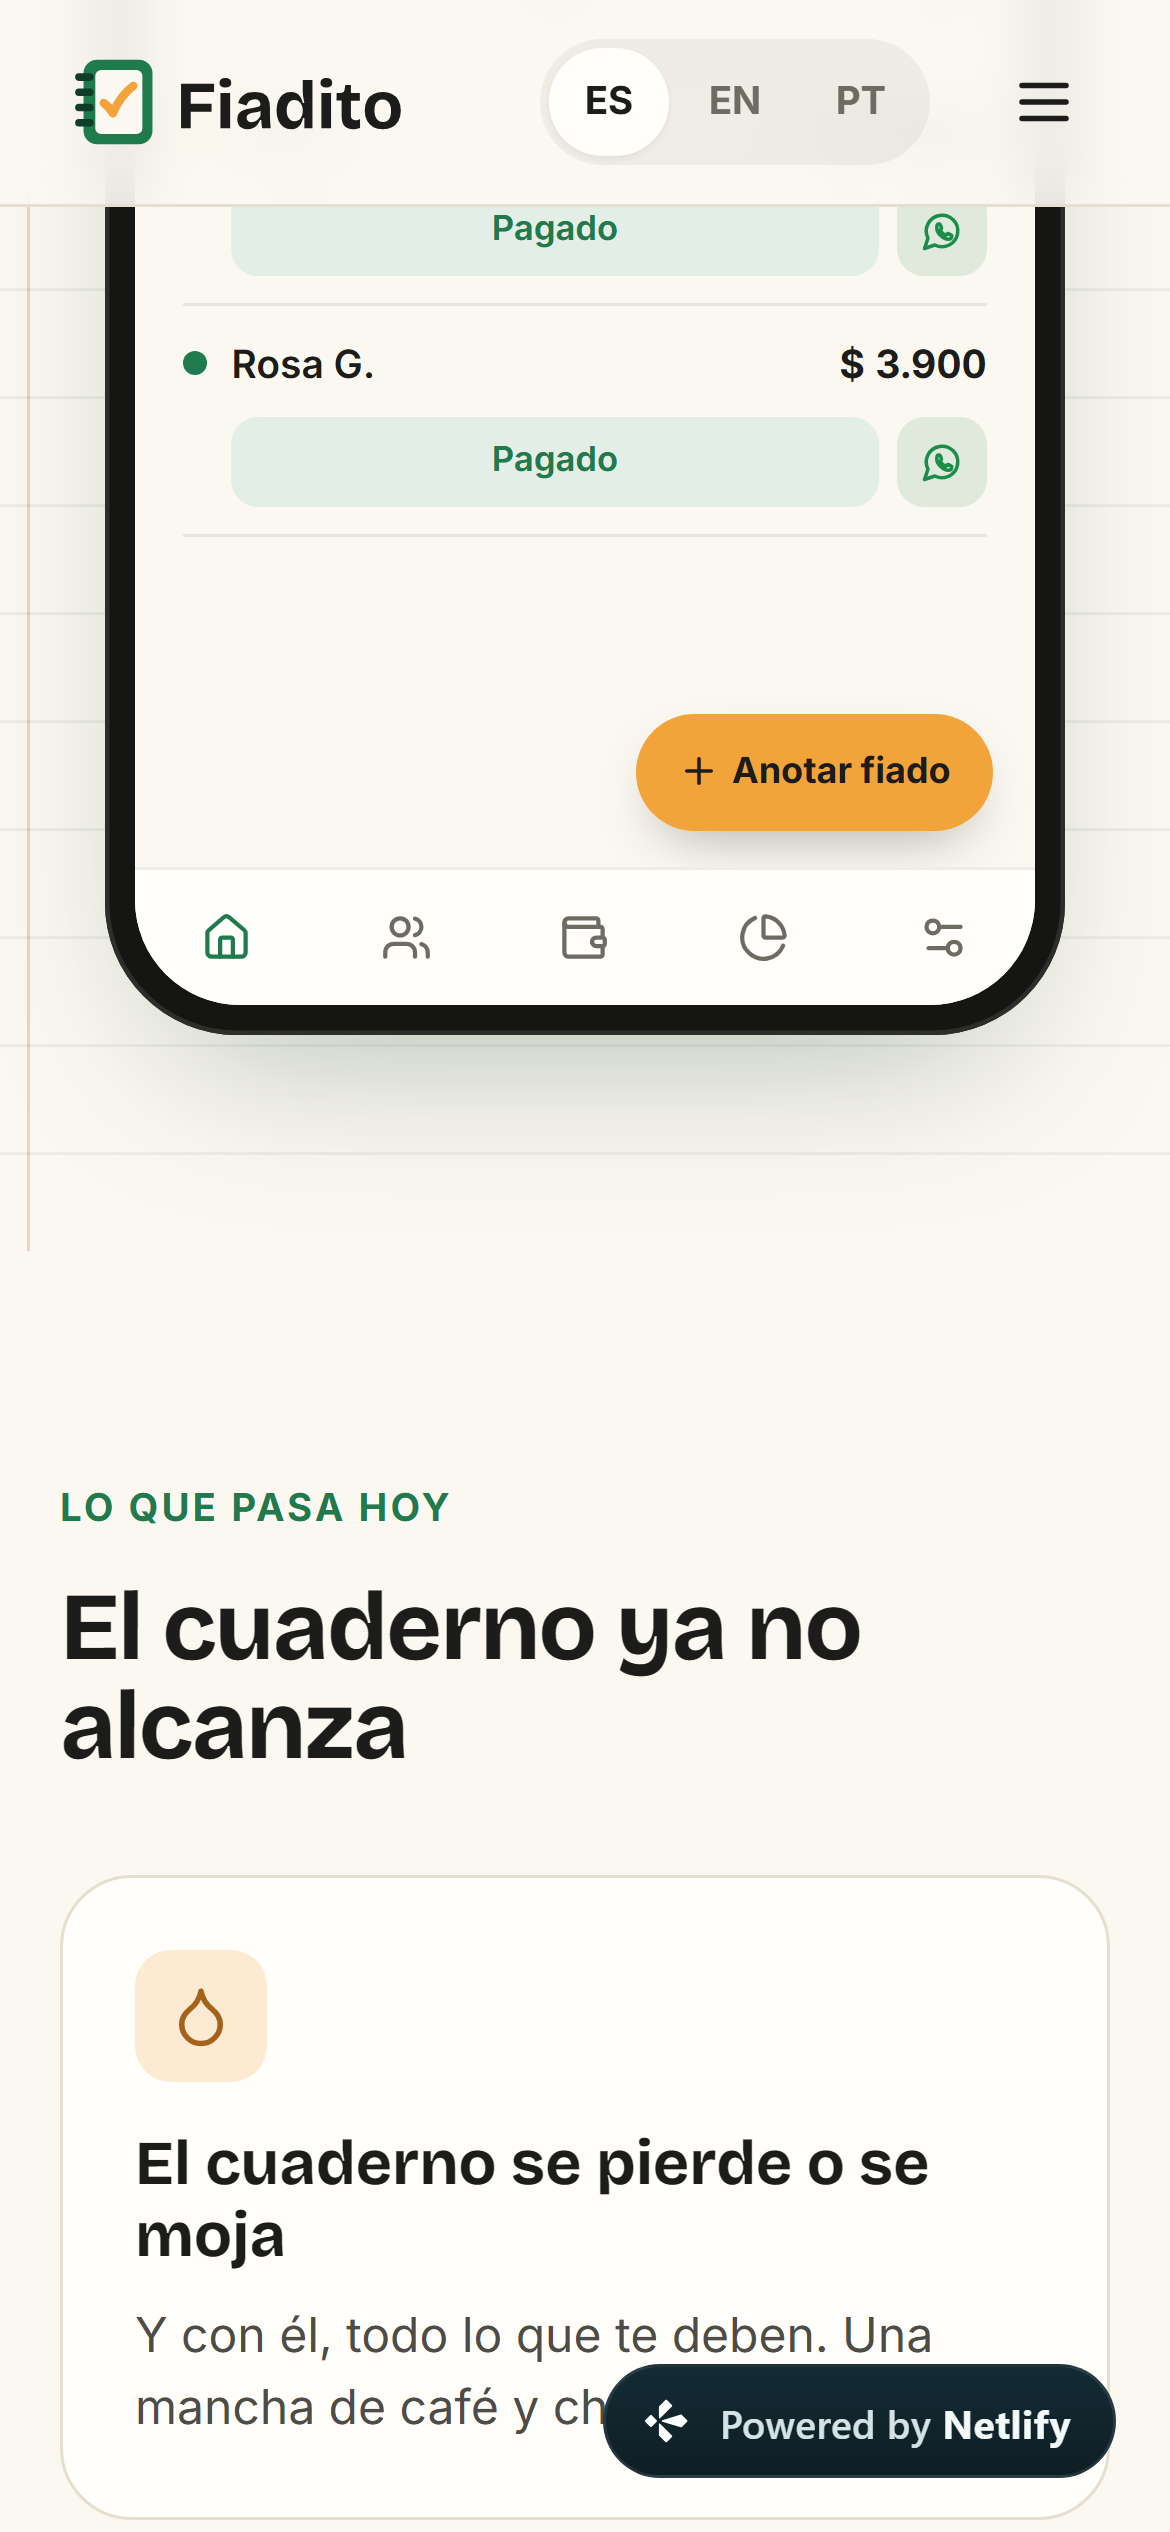 Fiadito
ES EN PT
Pagado
Rosa G. $ 3.900
Pagado
+ Anotar fiado
LO QUE PASA HOY
El cuaderno ya no
alcanza
El cuaderno se pierde o se
moja
Y con él, todo lo que te deben. Una
mancha de café y ch
Powered by Netlify